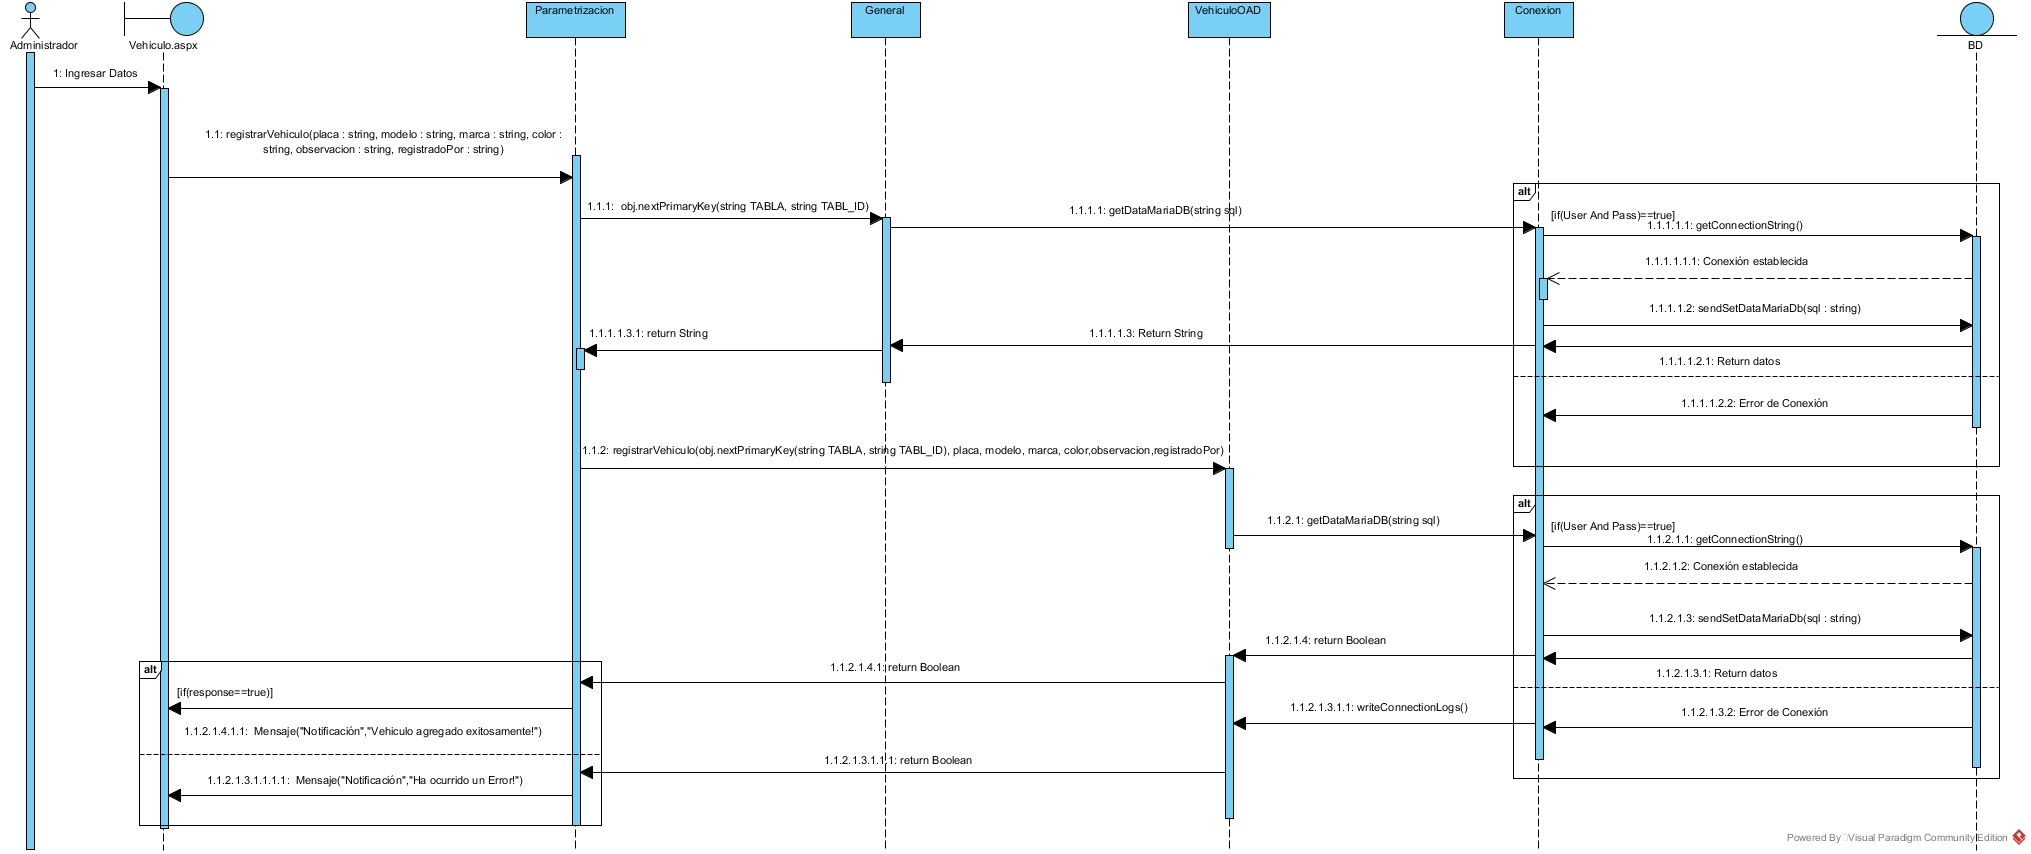 Administrador
Vehiculo.aspx
Parametrizacion
General
VehiculoOAD
Conexion
BD
1: Ingresar Datos
1.1: registrarVehiculo(placa : string, modelo : string, marca : string, color :
string, observacion : string, registradoPor : string)
alt
1.1.1:  obj.nextPrimaryKey(string TABLA, string TABL_ID)
1.1.1.1: getDataMariaDB(string sql)
[if(User And Pass)==true]
1.1.1.1.1: getConnectionString()
1.1.1.1.1.1: Conexión establecida
1.1.1.1.2: sendSetDataMariaDb(sql : string)
1.1.1.1.3.1: return String
1.1.1.1.3: Return String
1.1.1.1.2.1: Return datos
1.1.1.1.2.2: Error de Conexión
1.1.2: registrarVehiculo(obj.nextPrimaryKey(string TABLA, string TABL_ID), placa, modelo, marca, color,observacion,registradoPor)
alt
1.1.2.1: getDataMariaDB(string sql)
[if(User And Pass)==true]
1.1.2.1.1: getConnectionString()
1.1.2.1.2: Conexión establecida
1.1.2.1.3: sendSetDataMariaDb(sql : string)
1.1.2.1.4: return Boolean
alt
1.1.2.1.4.1: return Boolean
1.1.2.1.3.1: Return datos
[if(response==true)]
1.1.2.1.3.1.1: writeConnectionLogs()
1.1.2.1.3.2: Error de Conexión
1.1.2.1.4.1.1:  Mensaje("Notificación","Vehiculo agregado exitosamente!")
1.1.2.1.3.1.1.1: return Boolean
1.1.2.1.3.1.1.1.1:  Mensaje("Notificación","Ha ocurrido un Error!")
Powered By Visual Paradigm Community Edition